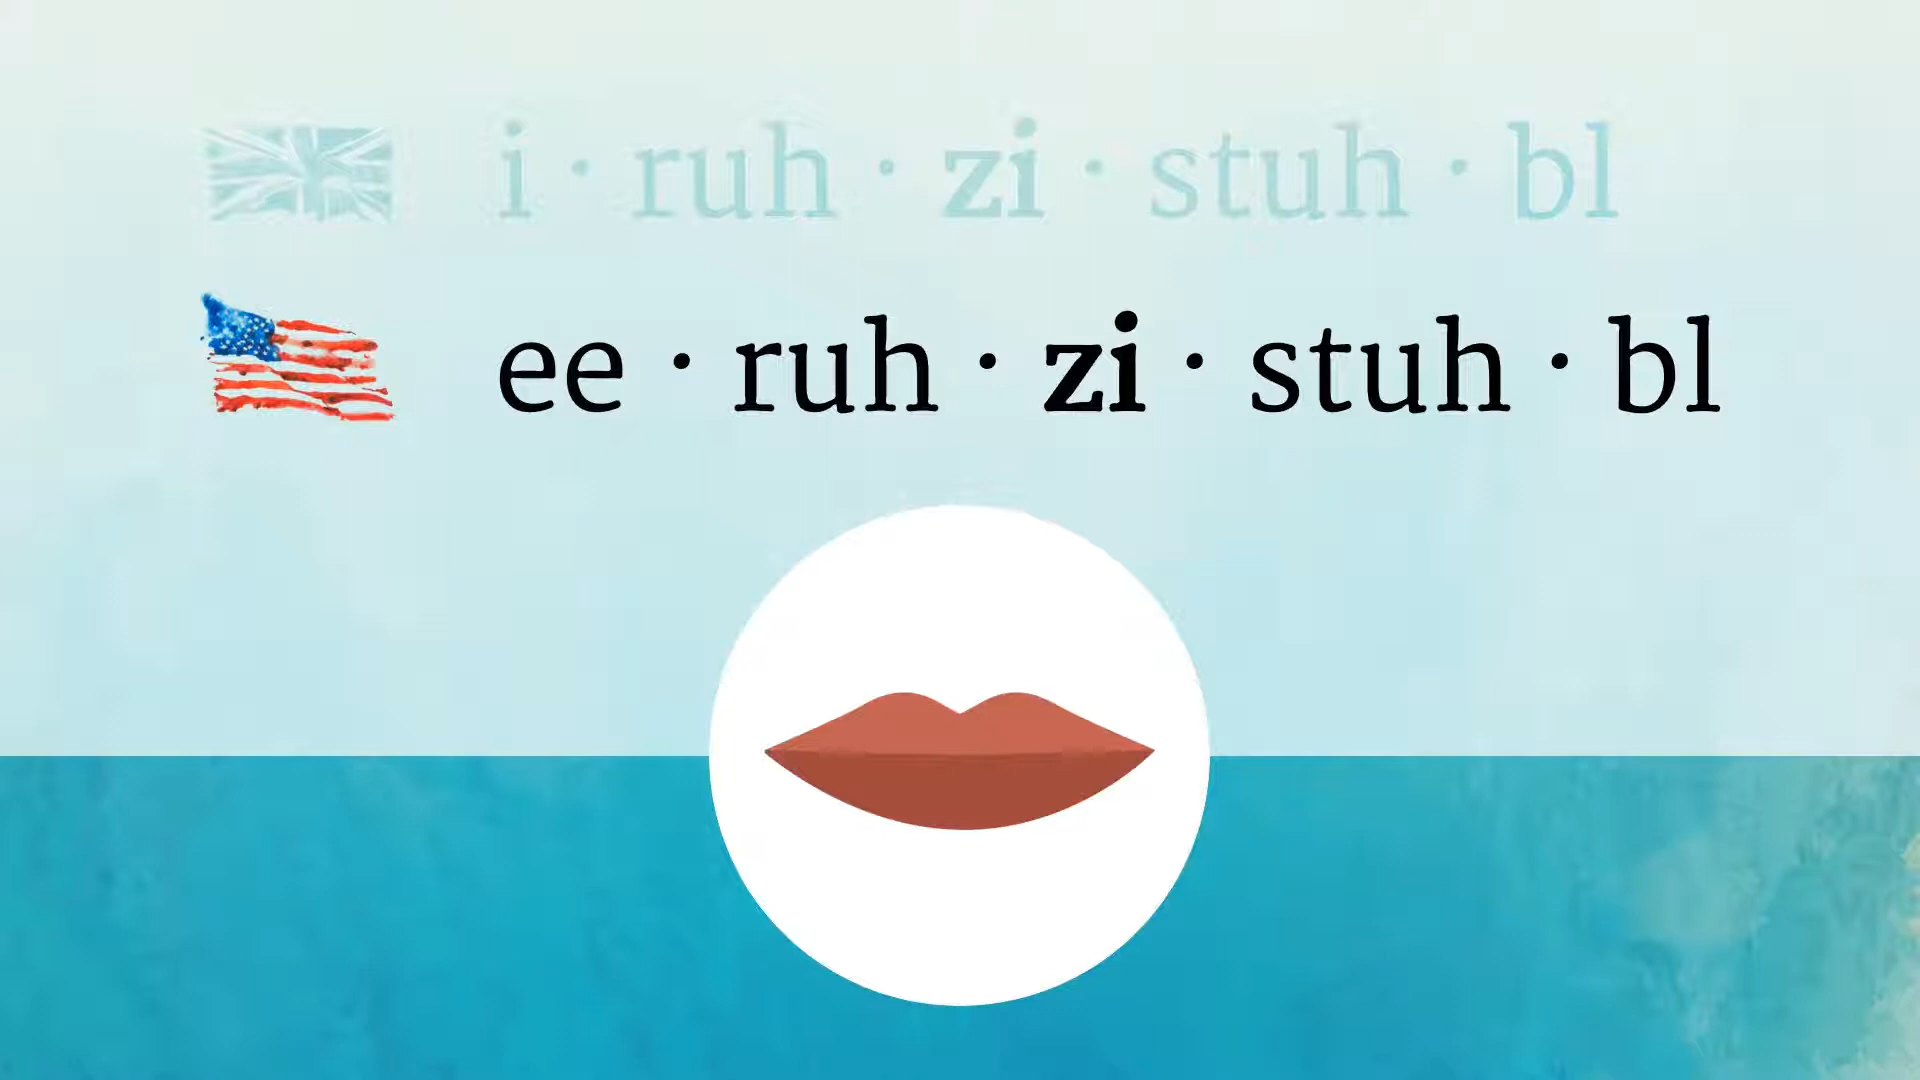 i · ruh · zi · stuh · bl
ee · ruh · zi · stuh · bl